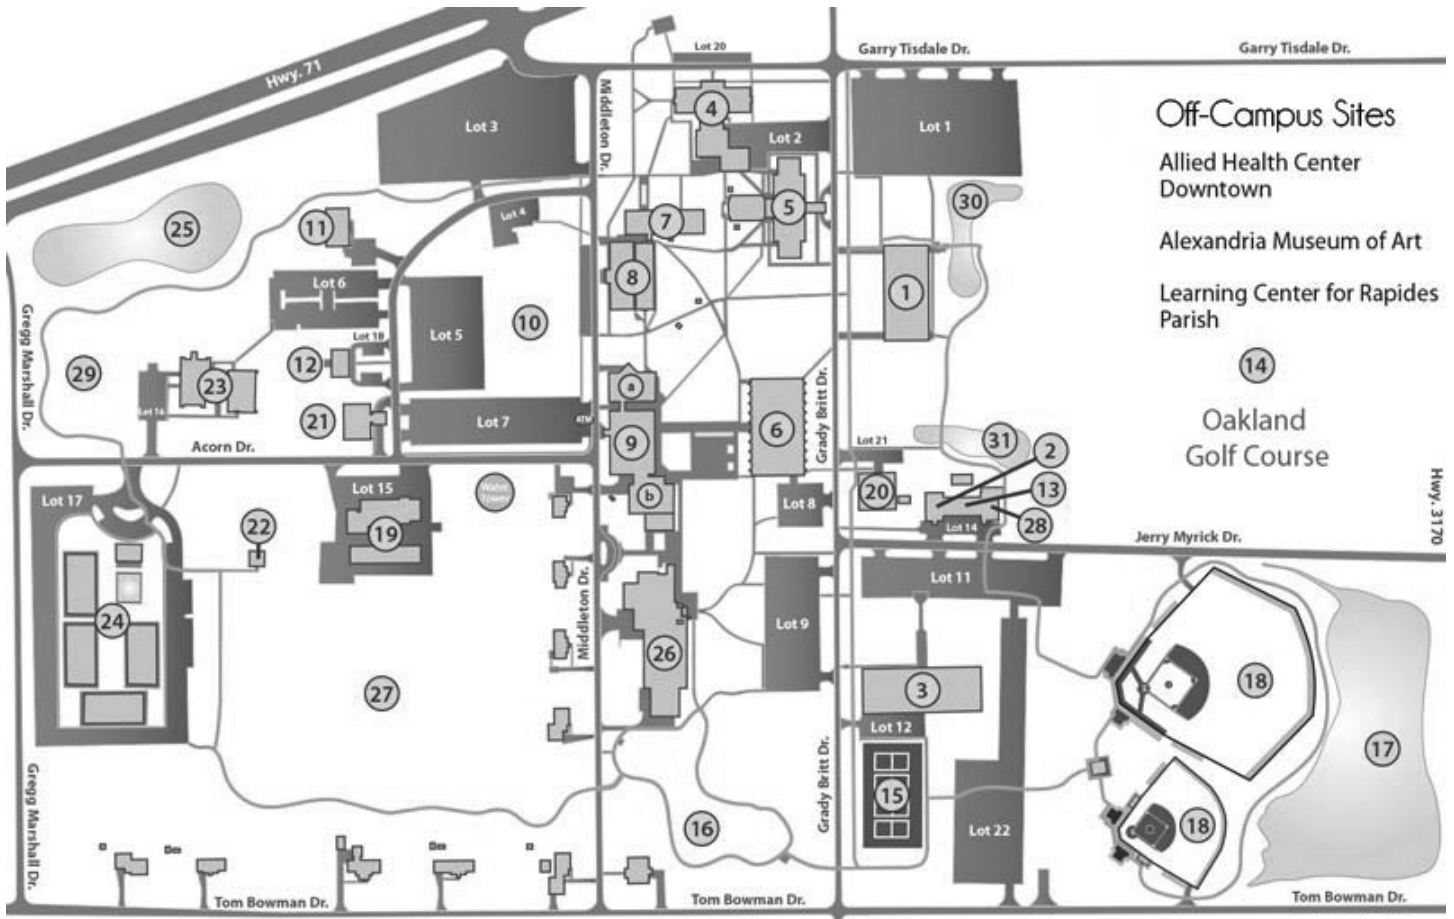 Hwy. 71
Lot 20
Garry Tisdale Dr.
Garry Tisdale Dr.
Middleton Dr.
Lot 3
4
Lot 2
Lot 1
Off-Campus Sites
Allied Health Center
Downtown
Alexandria Museum of Art
Learning Center for Rapides
Parish
14
Oakland
Golf Course
25
11
Lot 4
7
5
30
Lot 6
8
1
10
Lot 5
Gregg Marshall Dr.
Lot 18
12
29
23
Lot 16
a
Grady Britt Dr.
21
Lot 7
ATM
9
6
Acorn Dr.
Lot 21
31
2
Hwy. 3170
Lot 17
Lot 15
Water
Tower
b
Lot 8
20
13
28
Lot 14
22
19
Jerry Myrick Dr.
Lot 11
24
Middleton Dr.
Lot 9
26
27
3
18
Lot 12
17
Gregg Marshall Dr.
Grady Britt Dr.
15
16
Lot 22
18
Tom Bowman Dr.
Tom Bowman Dr.
Tom Bowman Dr.